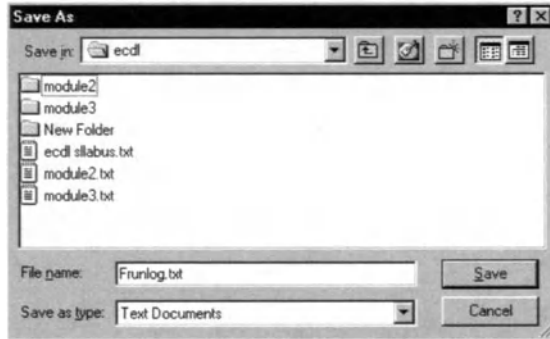 Save As
Save in: ecdl
module2
module3
New Folder
ecdl sllabus.txt
module2.txt
module3.txt
File name: Frunlog.txt Save
Save as type: Text Documents Cancel